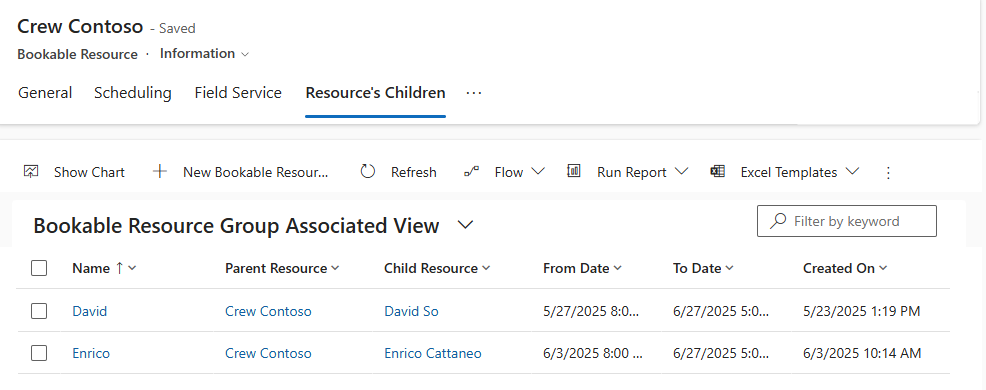 Crew Contoso - Saved
Bookable Resource · Information
General Scheduling Field Service Resource's Children ...
Show Chart New Bookable Resour... Refresh Flow Run Report Excel Templates
Bookable Resource Group Associated View Filter by keyword
Name ↑ Parent Resource Child Resource From Date To Date Created On
David Crew Contoso David So 5/27/2025 8:0... 6/27/2025 5:0... 5/23/2025 1:19 PM
Enrico Crew Contoso Enrico Cattaneo 6/3/2025 8:00 ... 6/27/2025 5:0... 6/3/2025 10:14 AM